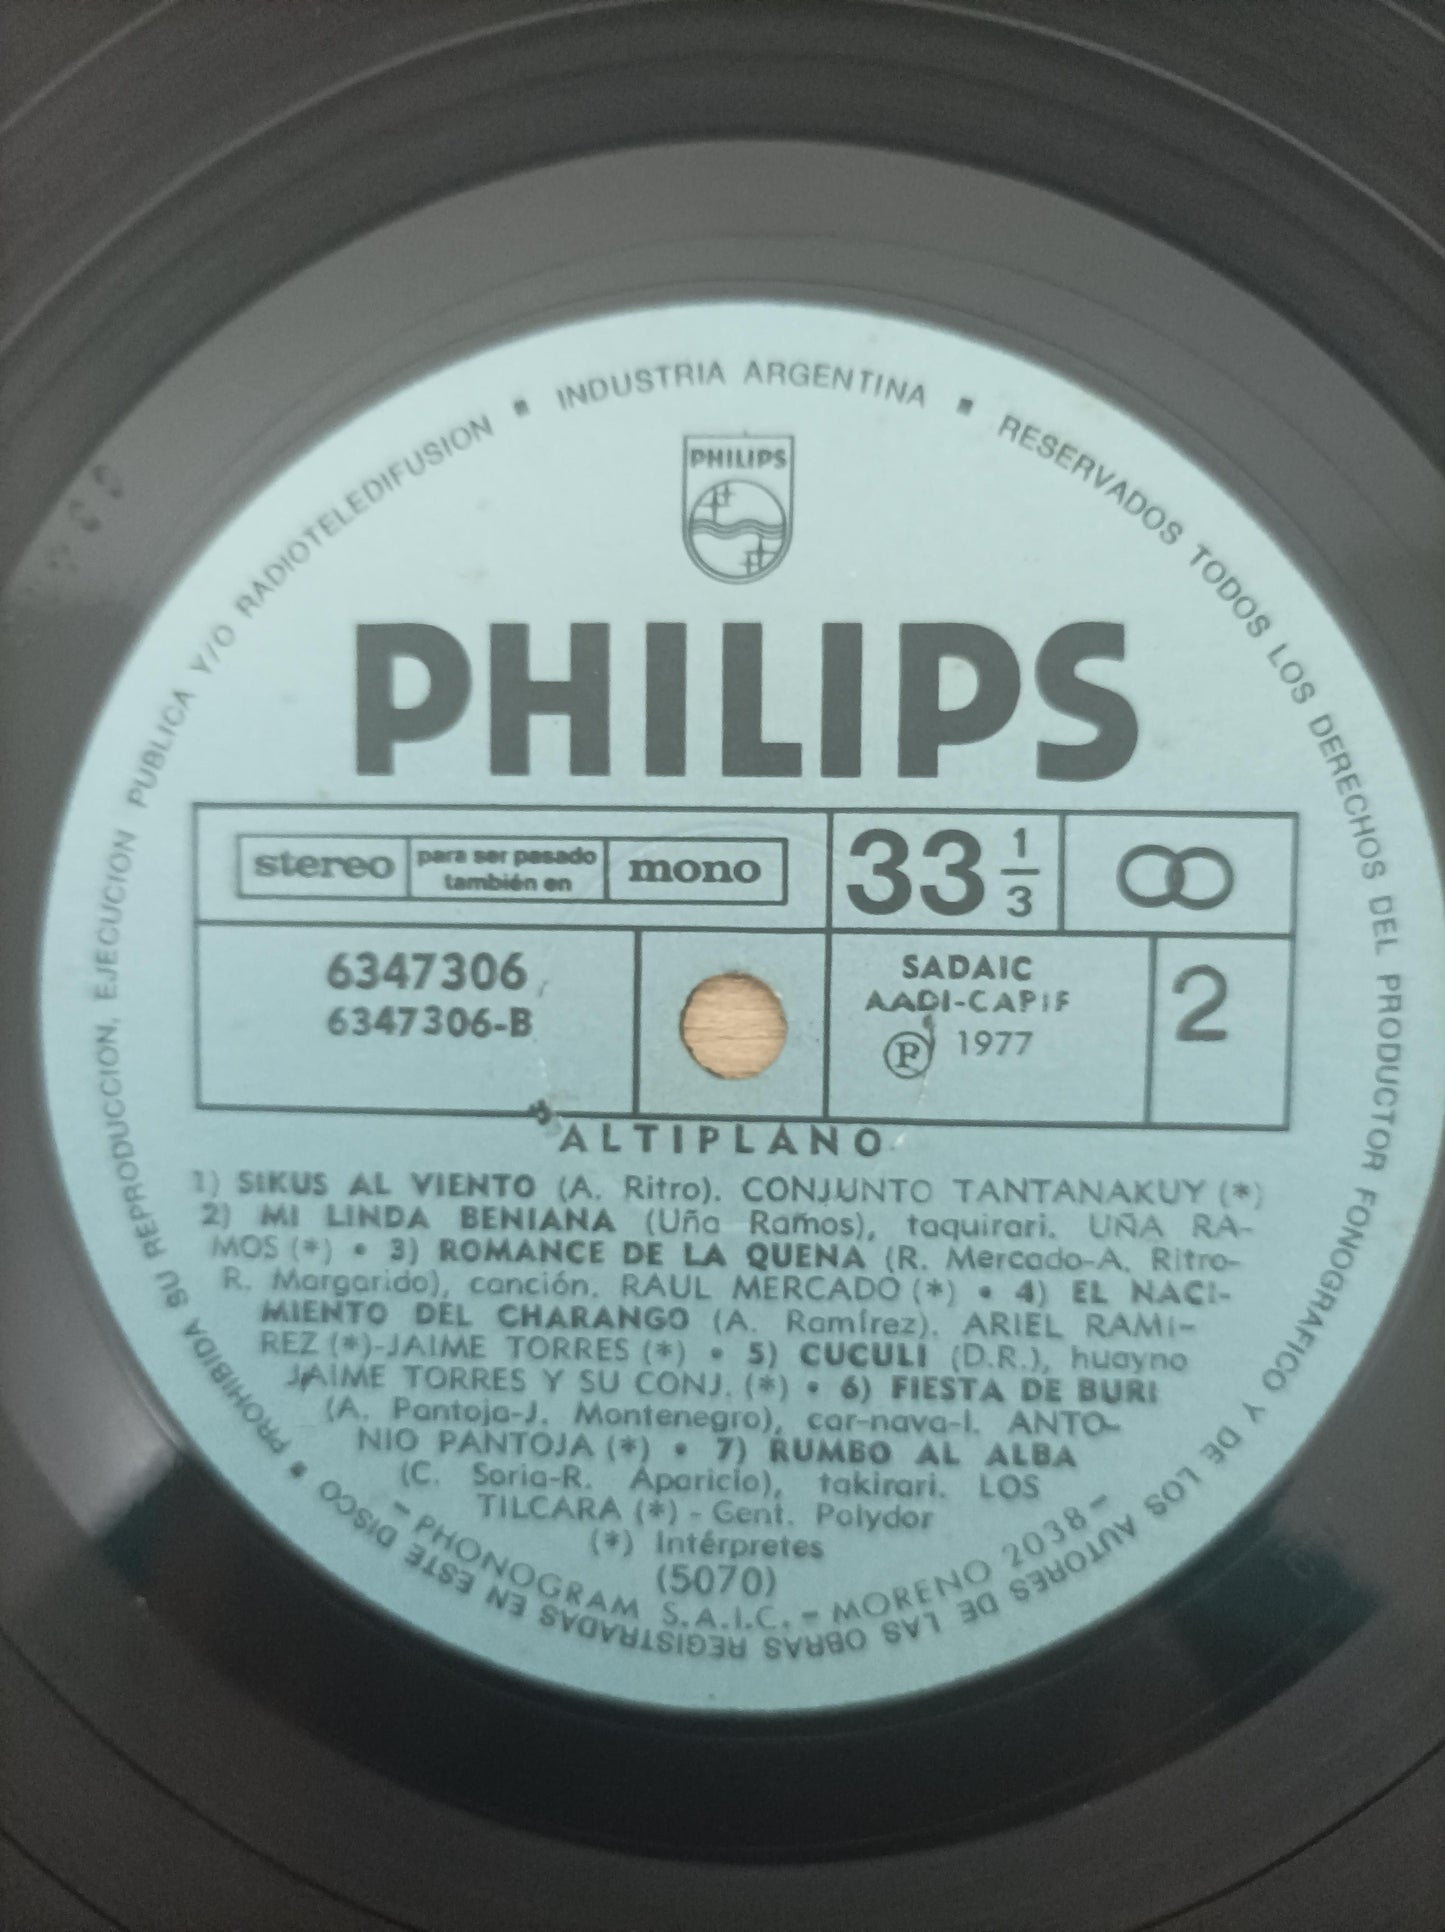 INDUSTRIA ARGENTINA ▪ RESERVADOS TODOS LOS DERECHOS DEL PRODUCTOR FONOGRAFICO Y DE LOS AUTORES DE LAS OBRAS REGISTRADAS EN ESTE DISCO ▪ PROHIBIDA SU REPRODUCCION, EJECUCION PUBLICA Y/O RADIOTELEDIFUSION ▪
PHILIPS
PHILIPS
stereo
para ser pasado
también en
mono
33 1/3
6347306
6347306-B
SADAIC
AADI-CAPIF
Ⓟ 1977
2
ALTIPLANO
1) SIKUS AL VIENTO (A. Ritro). CONJUNTO TANTANAKUY (*)
2) MI LINDA BENIANA (Uña Ramos), taquirari. UÑA RA-
MOS (*) • 3) ROMANCE DE LA QUENA (R. Mercado-A. Ritro-
R. Margarido), canción. RAUL MERCADO (*) • 4) EL NACI-
MIENTO DEL CHARANGO (A. Ramírez). ARIEL RAMI-
REZ (*)-JAIME TORRES (*) • 5) CUCULI (D.R.), huayno
JAIME TORRES Y SU CONJ. (*) • 6) FIESTA DE BURI
(A. Pantoja-J. Montenegro), car-nava-l. ANTO-
NIO PANTOJA (*) • 7) RUMBO AL ALBA
(C. Soria-R. Aparicio), takirari. LOS
TILCARA (*) - Gent. Polydor
(*) Intérpretes
(5070)
– PHONOGRAM S.A.I.C. – MORENO 2038 –